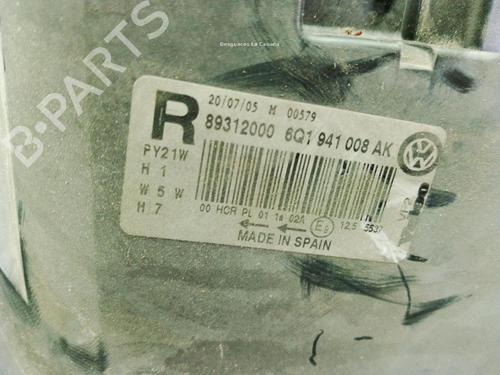 Desguaces La Cabaña
B-PARTS
20/07/05 M 00579
R 89312000 6Q1 941 008 AK
PY21W
H 1
W 5 W
H 7
00 HCR PL 01 1a 02A 12.5 5537
MADE IN SPAIN